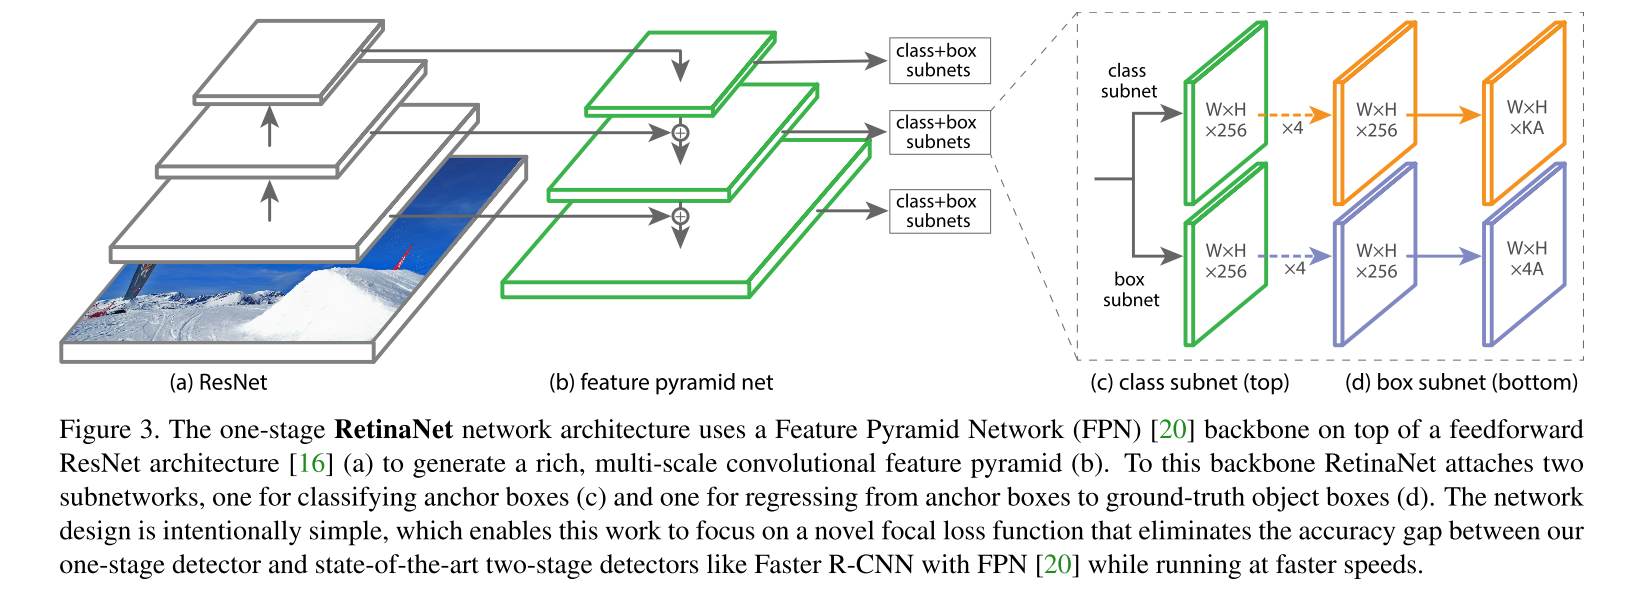 class+box
subnets
class+box
subnets
class+box
subnets
class
subnet
W×H
×256
×4
W×H
×256
W×H
×KA
box
subnet
W×H
×256
×4
W×H
×256
W×H
×4A
(a) ResNet
(b) feature pyramid net
(c) class subnet (top)
(d) box subnet (bottom)
Figure 3. The one-stage RetinaNet network architecture uses a Feature Pyramid Network (FPN) [20] backbone on top of a feedforward
ResNet architecture [16] (a) to generate a rich, multi-scale convolutional feature pyramid (b). To this backbone RetinaNet attaches two
subnetworks, one for classifying anchor boxes (c) and one for regressing from anchor boxes to ground-truth object boxes (d). The network
design is intentionally simple, which enables this work to focus on a novel focal loss function that eliminates the accuracy gap between our
one-stage detector and state-of-the-art two-stage detectors like Faster R-CNN with FPN [20] while running at faster speeds.